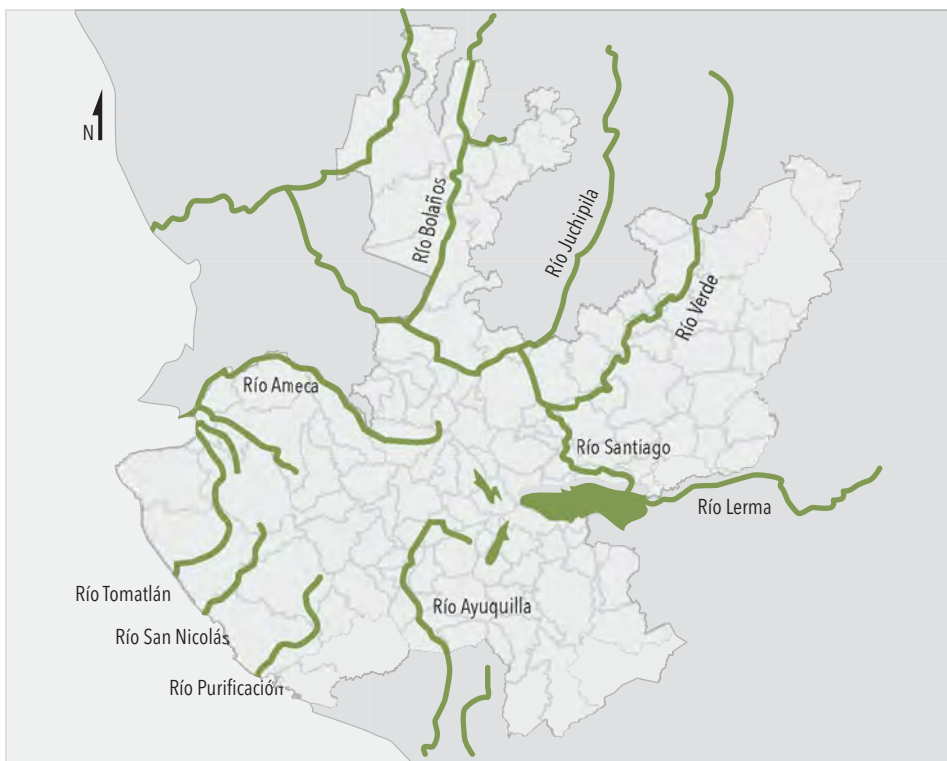 N
Río Bolaños
Río Juchipila
Río Verde
Río Ameca
Río Santiago
Río Lerma
Río Tomatlán
Río Ayuquilla
Río San Nicolás
Río Purificación